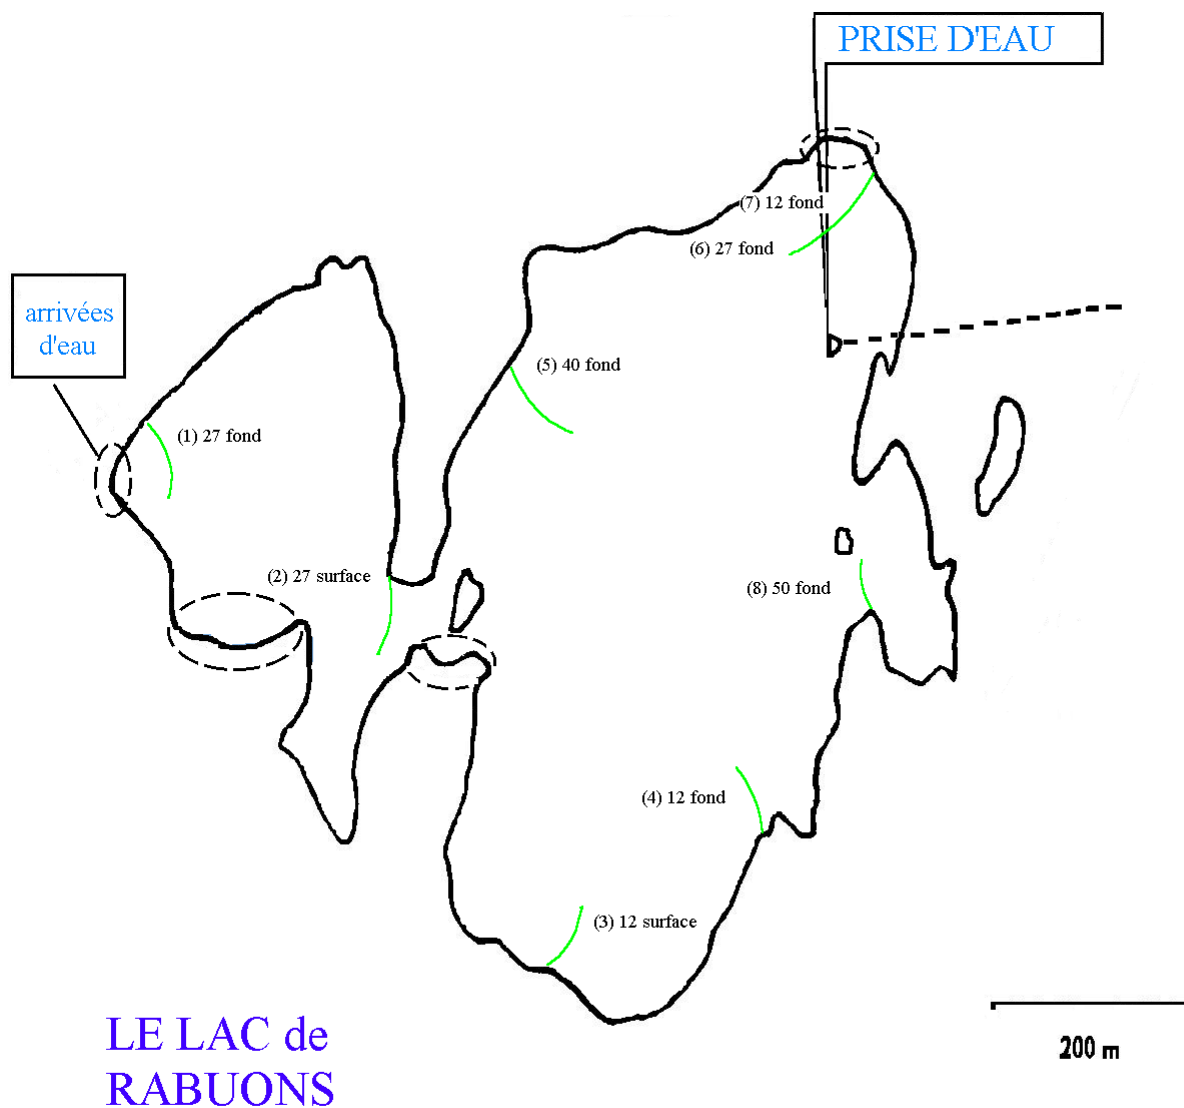 PRISE D'EAU
(7) 12 fond
(6) 27 fond
arrivées
d'eau
(5) 40 fond
(1) 27 fond
(2) 27 surface
(8) 50 fond
(4) 12 fond
(3) 12 surface
LE LAC de
RABUONS
200 m